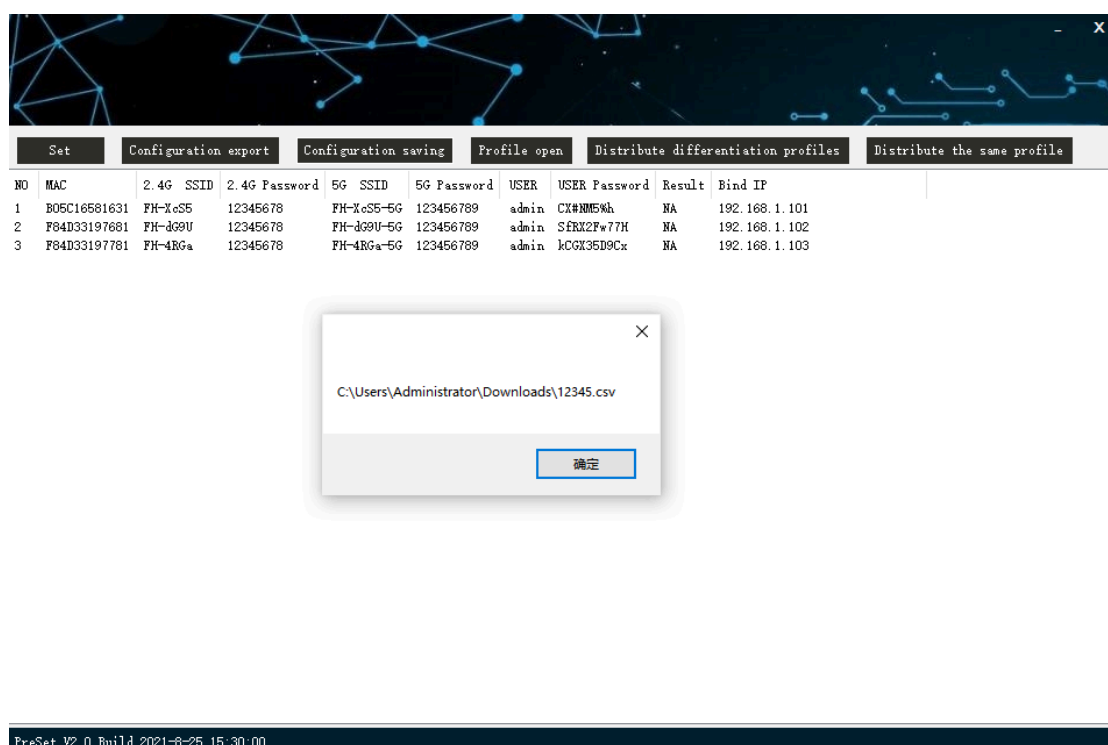 _ X
Set Configuration export Configuration saving Profile open Distribute differentiation profiles Distribute the same profile
NO MAC 2.4G SSID 2.4G Password 5G SSID 5G Password USER USER Password Result Bind IP
1 B05C16581631 FH-XcS5 12345678 FH-XcS5-5G 123456789 admin CX#NM5%h NA 192.168.1.101
2 F84D33197681 FH-dG9U 12345678 FH-dG9U-5G 123456789 admin SfRX2Fw77H NA 192.168.1.102
3 F84D33197781 FH-4RGa 12345678 FH-4RGa-5G 123456789 admin kCGX35D9Cx NA 192.168.1.103
C:\Users\Administrator\Downloads\12345.csv
确定
PreSet V2.0 Build 2021-8-25 15:30:00